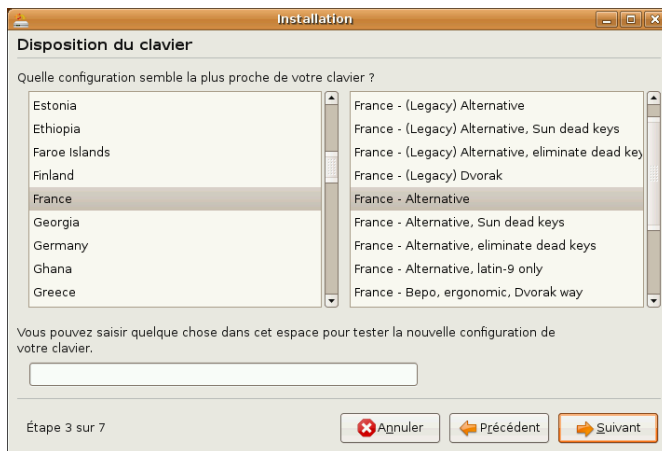 Installation
Disposition du clavier
Quelle configuration semble la plus proche de votre clavier ?
Estonia
Ethiopia
Faroe Islands
Finland
France
Georgia
Germany
Ghana
Greece
France - (Legacy) Alternative
France - (Legacy) Alternative, Sun dead keys
France - (Legacy) Alternative, eliminate dead key
France - (Legacy) Dvorak
France - Alternative
France - Alternative, Sun dead keys
France - Alternative, eliminate dead keys
France - Alternative, latin-9 only
France - Bepo, ergonomic, Dvorak way
Vous pouvez saisir quelque chose dans cet espace pour tester la nouvelle configuration de
votre clavier.
Étape 3 sur 7
Annuler
Précédent
Suivant